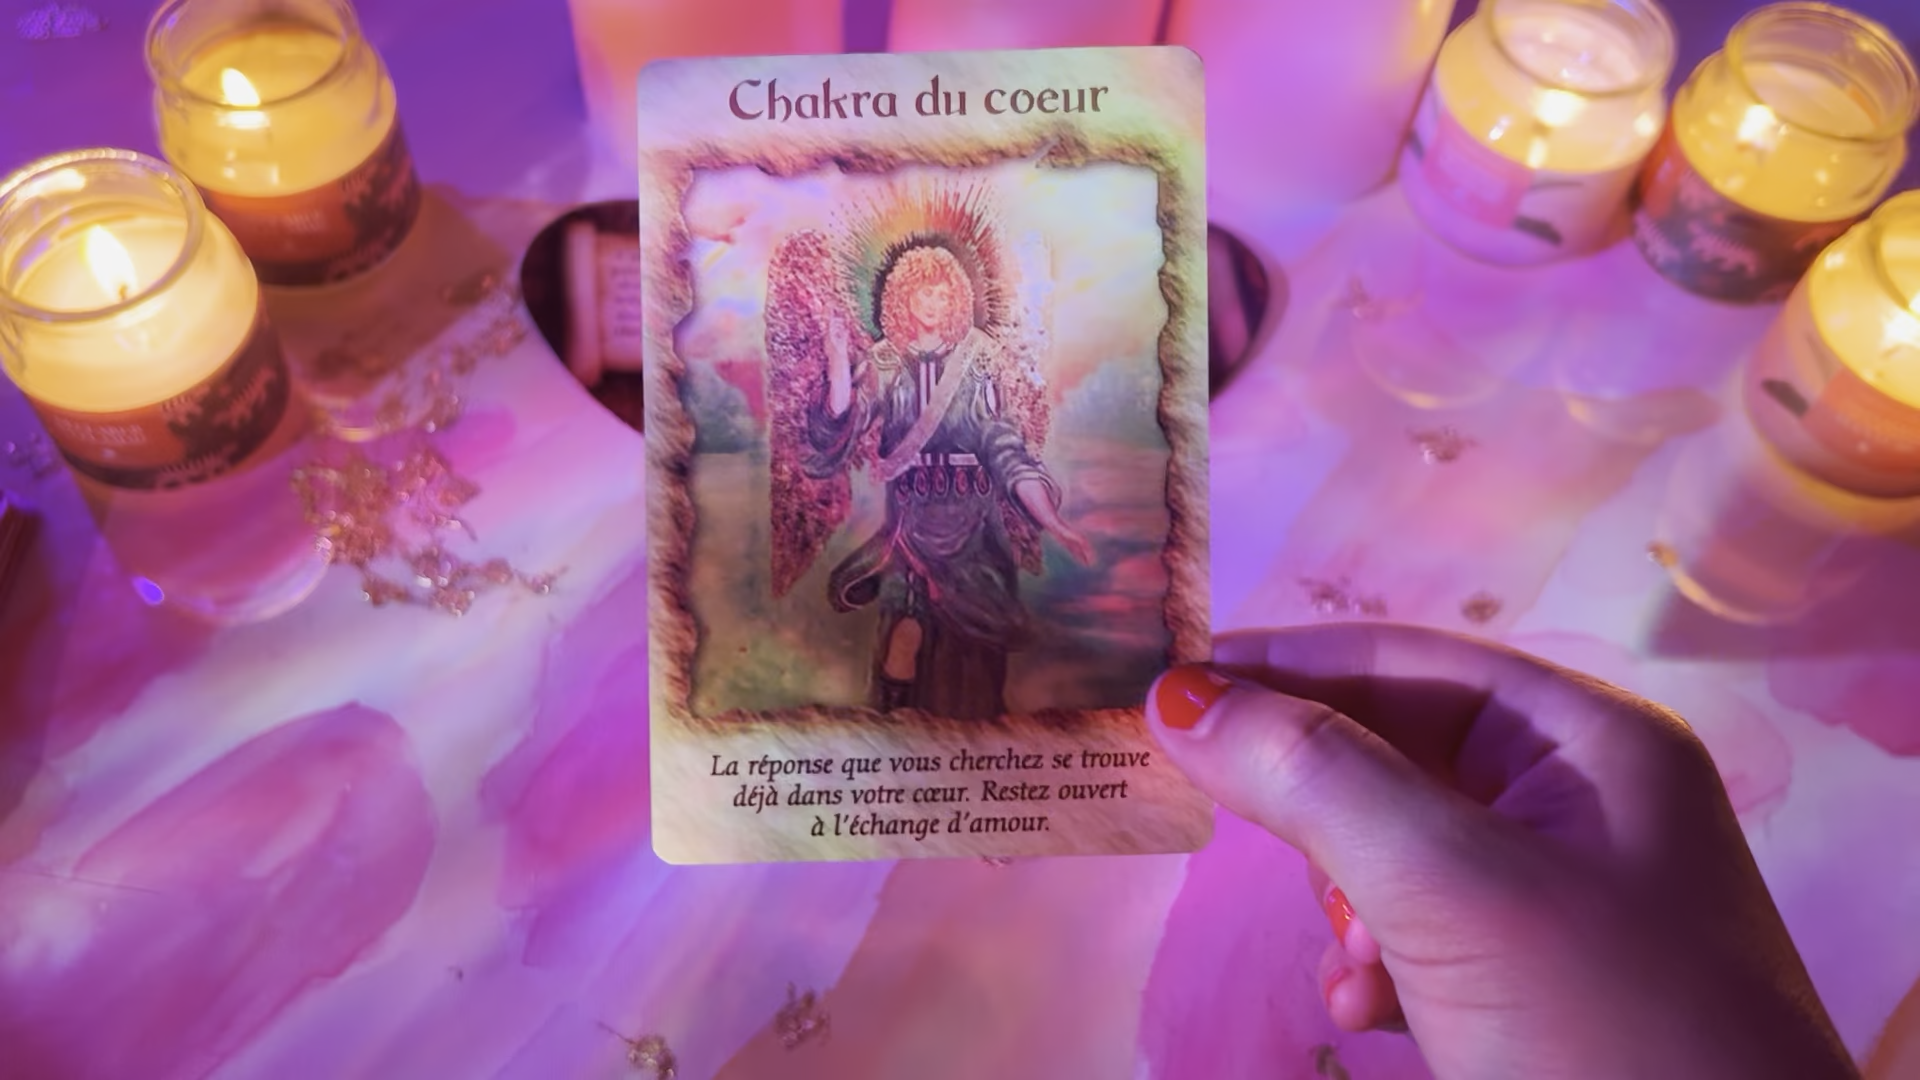 Chakra du coeur
La réponse que vous cherchez se trouve
déjà dans votre cœur. Restez ouvert
à l'échange d'amour.